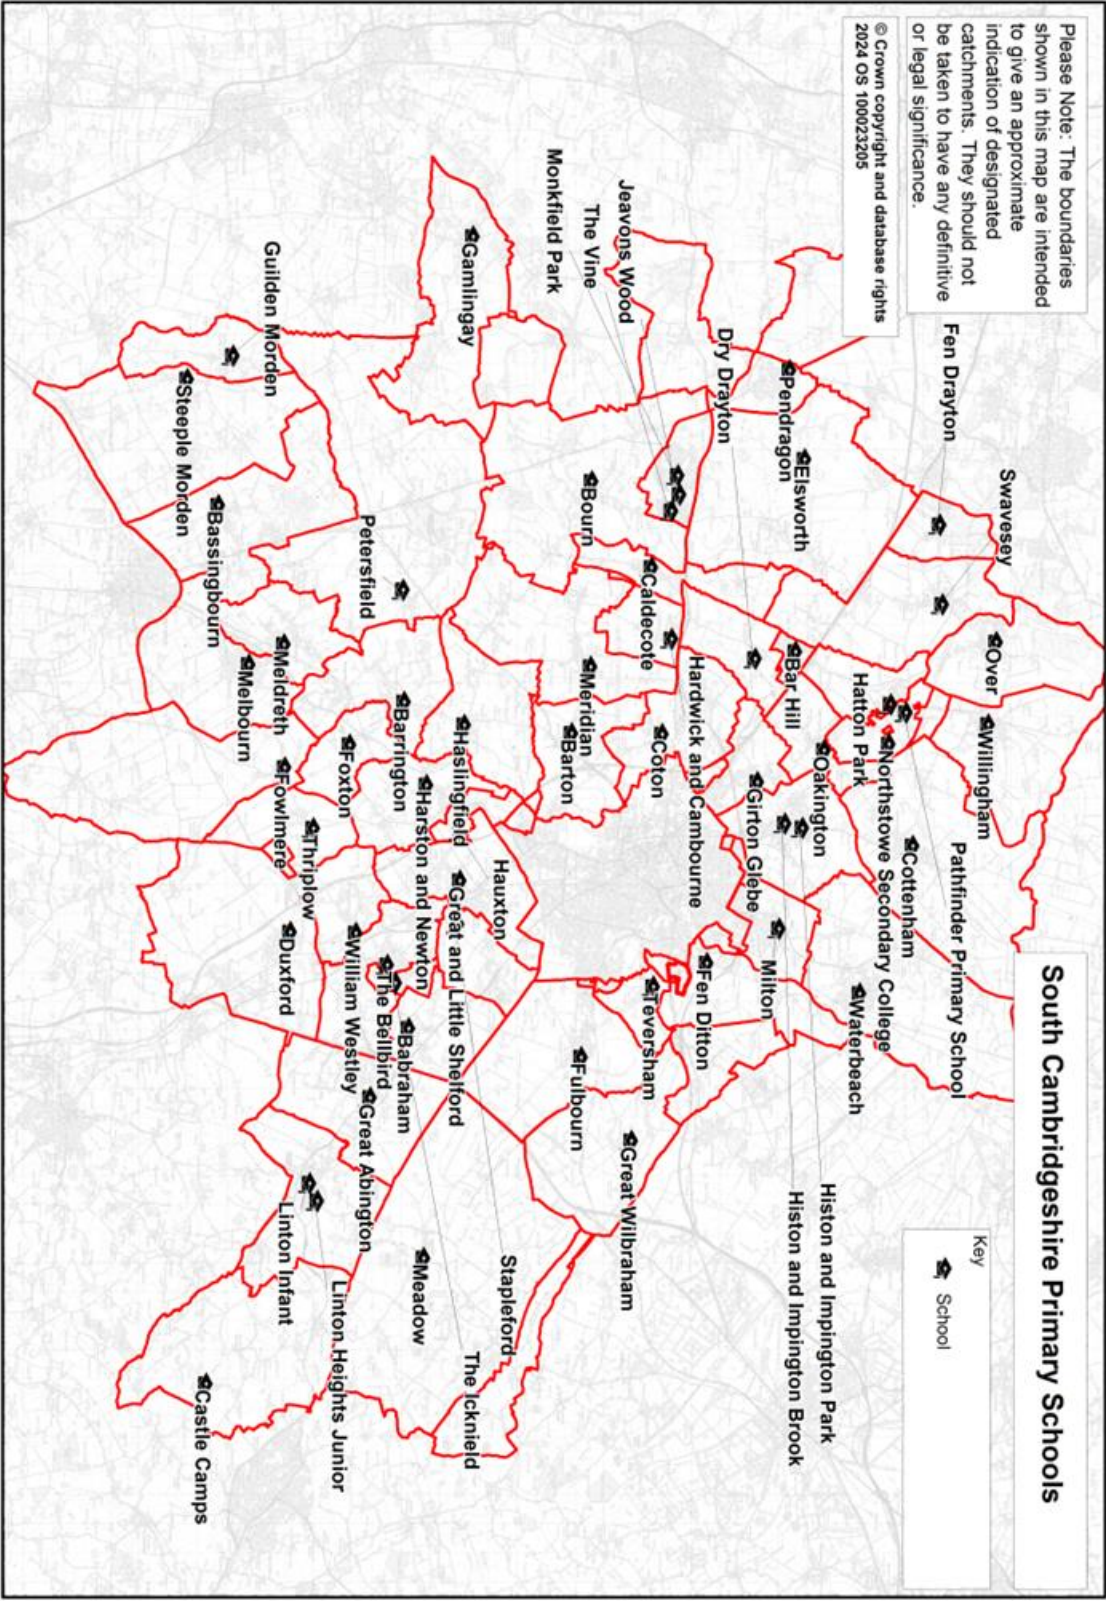 Please Note: The boundaries
shown in this map are intended
to give an approximate
indication of designated
catchments. They should not
be taken to have any definitive
or legal significance.
© Crown copyright and database rights
2024 OS 100023205
South Cambridgeshire Primary Schools
Key
School
Fen Drayton
Swavesey
Over
Willingham
Pathfinder Primary School
Northstowe Secondary College
Hatton Park
Cottenham
Waterbeach
Pendragon
Elsworth
Bar Hill
Oakington
Histon and Impington Park
Histon and Impington Brook
Milton
Girton Glebe
Dry Drayton
Hardwick and Cambourne
Fen Ditton
Jeavons Wood
The Vine
Monkfield Park
Caldecote
Coton
Teversham
Great Wilbraham
Bourn
Meridian
Barton
Fulbourn
Gamlingay
Hauxton
Stapleford
Haslingfield
Great and Little Shelford
The Icknield
Harston and Newton
Meadow
Petersfield
Barrington
Babraham
The Bellbird
Great Abington
William Westley
Foxton
Linton Heights Junior
Thriplow
Guilden Morden
Meldreth
Fowlmere
Duxford
Linton Infant
Melbourn
Bassingbourn
Steeple Morden
Castle Camps